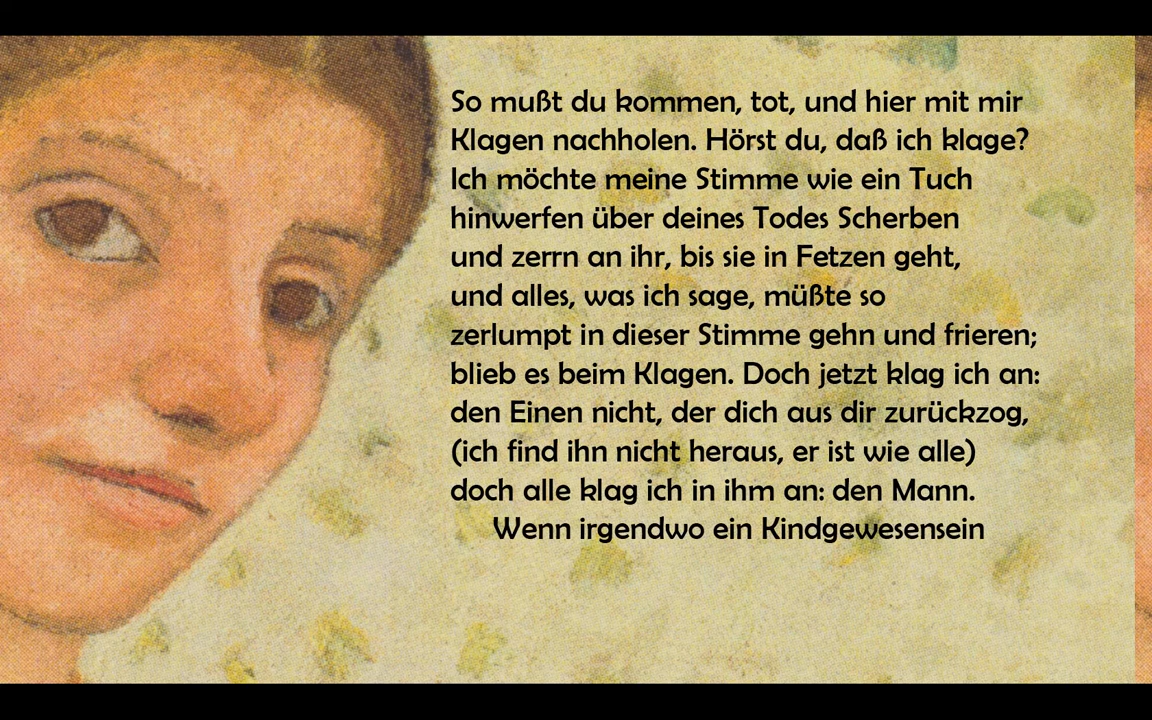 So mußt du kommen, tot, und hier mit mir
Klagen nachholen. Hörst du, daß ich klage?
Ich möchte meine Stimme wie ein Tuch
hinwerfen über deines Todes Scherben
und zerrn an ihr, bis sie in Fetzen geht,
und alles, was ich sage, müßte so
zerlumpt in dieser Stimme gehn und frieren;
blieb es beim Klagen. Doch jetzt klag ich an:
den Einen nicht, der dich aus dir zurückzog,
(ich find ihn nicht heraus, er ist wie alle)
doch alle klag ich in ihm an: den Mann.
Wenn irgendwo ein Kindgewesensein